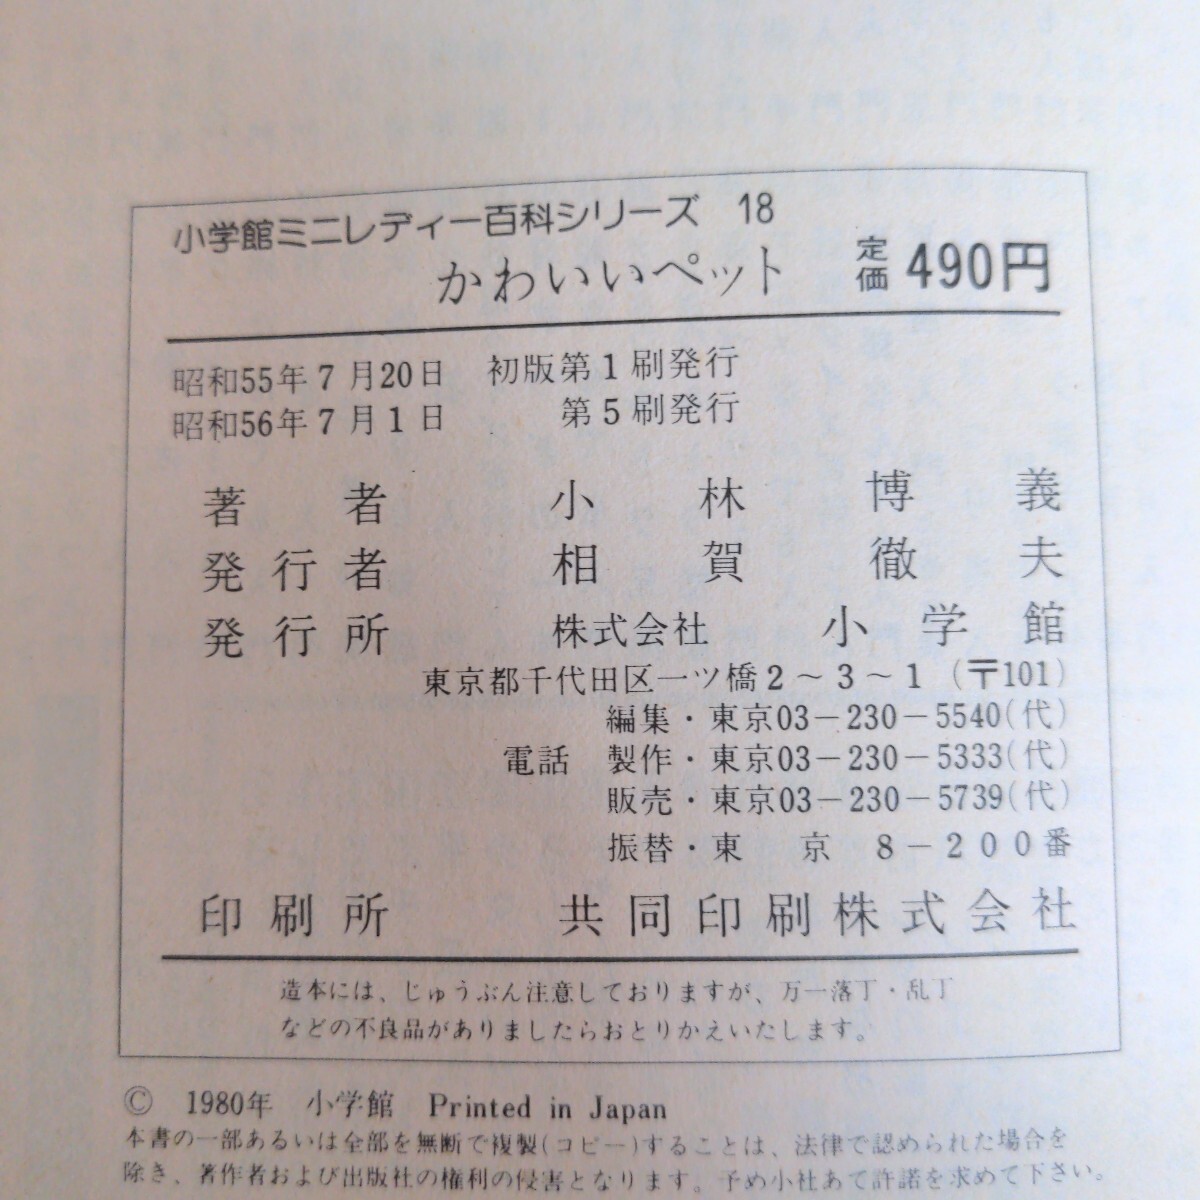 小学館ミニレディー百科シリーズ 18
かわいいペット 定価 490円
昭和55年7月20日 初版第1刷発行
昭和56年7月1日 第5刷発行
著者 小林博義
発行者 相賀徹夫
発行所 株式会社 小学館
東京都千代田区一ツ橋2~3~1 (〒101)
編集・東京03-230-5540(代)
電話 製作・東京03-230-5333(代)
販売・東京03-230-5739(代)
振替・東京 8-200番
印刷所 共同印刷株式会社
造本には、じゅうぶん注意しておりますが、万一落丁・乱丁
などの不良品がありましたらおとりかえいたします。
© 1980年 小学館 Printed in Japan
本書の一部あるいは全部を無断で複製(コピー)することは、法律で認められた場合を
除き、著作者および出版社の権利の侵害となります。予め小社あて許諾を求めて下さい。